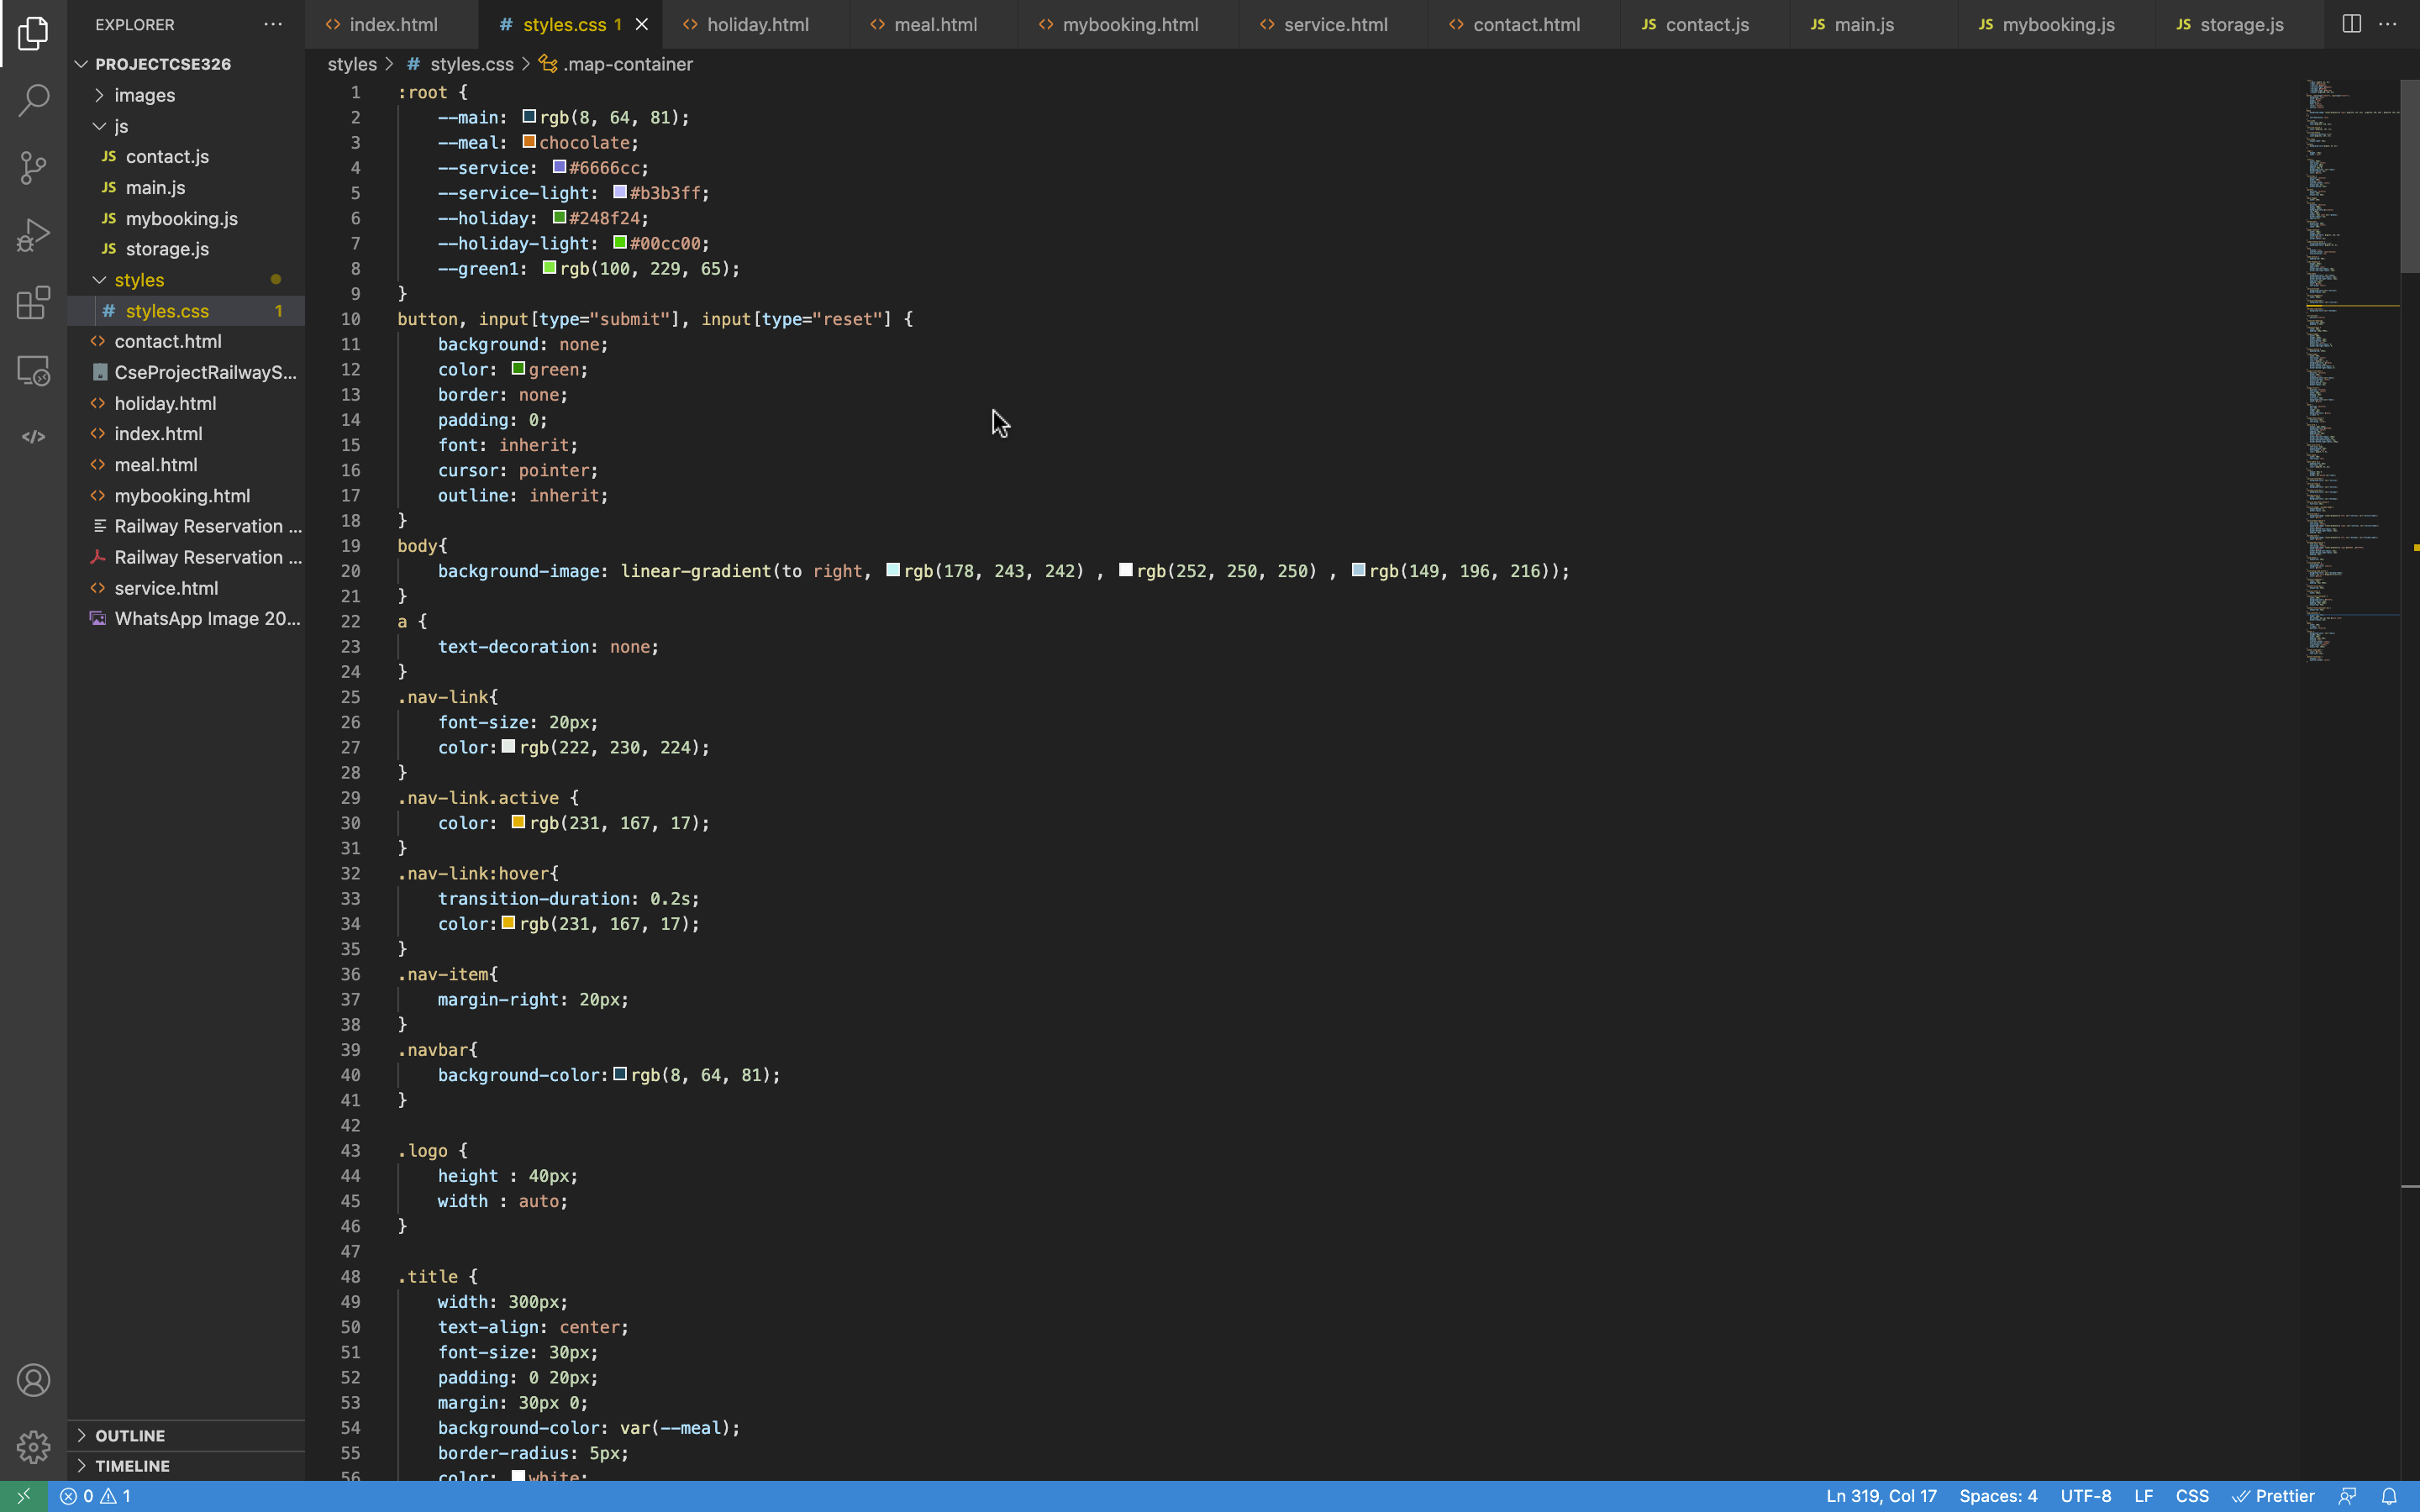 EXPLORER
PROJECTCSE326
images
js
JS contact.js
JS main.js
JS mybooking.js
JS storage.js
styles
# styles.css 1
<> contact.html
CseProjectRailwayS...
<> holiday.html
<> index.html
<> meal.html
<> mybooking.html
Railway Reservation ...
Railway Reservation ...
<> service.html
WhatsApp Image 20...
OUTLINE
TIMELINE
<> index.html # styles.css 1 <> holiday.html <> meal.html <> mybooking.html <> service.html <> contact.html JS contact.js JS main.js JS mybooking.js JS storage.js
styles > # styles.css > .map-container
1 :root {
2     --main: rgb(8, 64, 81);
3     --meal: chocolate;
4     --service: #6666cc;
5     --service-light: #b3b3ff;
6     --holiday: #248f24;
7     --holiday-light: #00cc00;
8     --green1: rgb(100, 229, 65);
9 }
10 button, input[type="submit"], input[type="reset"] {
11     background: none;
12     color: green;
13     border: none;
14     padding: 0;
15     font: inherit;
16     cursor: pointer;
17     outline: inherit;
18 }
19 body{
20     background-image: linear-gradient(to right, rgb(178, 243, 242) , rgb(252, 250, 250) , rgb(149, 196, 216));
21 }
22 a {
23     text-decoration: none;
24 }
25 .nav-link{
26     font-size: 20px;
27     color: rgb(222, 230, 224);
28 }
29 .nav-link.active {
30     color: rgb(231, 167, 17);
31 }
32 .nav-link:hover{
33     transition-duration: 0.2s;
34     color: rgb(231, 167, 17);
35 }
36 .nav-item{
37     margin-right: 20px;
38 }
39 .navbar{
40     background-color: rgb(8, 64, 81);
41 }
42
43 .logo {
44     height : 40px;
45     width : auto;
46 }
47
48 .title {
49     width: 300px;
50     text-align: center;
51     font-size: 30px;
52     padding: 0 20px;
53     margin: 30px 0;
54     background-color: var(--meal);
55     border-radius: 5px;
56     color: white;
0 1 Ln 319, Col 17 Spaces: 4 UTF-8 LF CSS Prettier